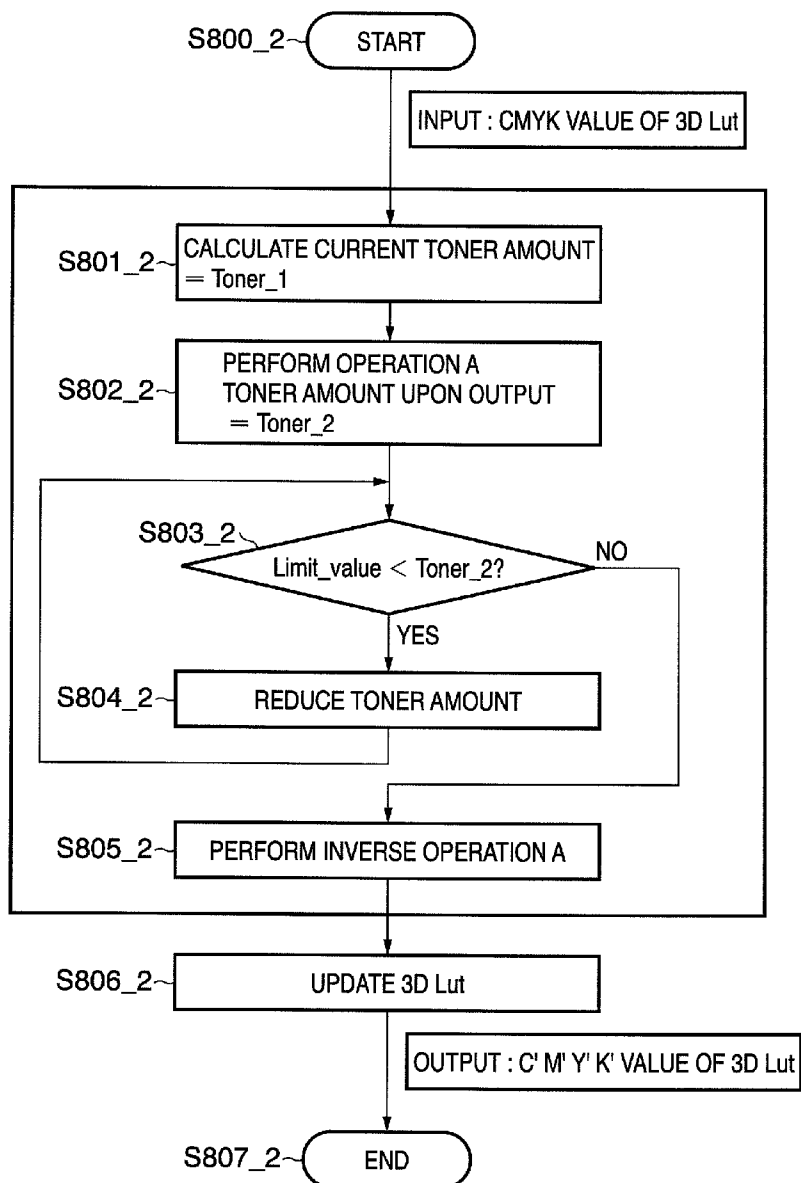 S800_2
START
INPUT : CMYK VALUE OF 3D Lut
S801_2
CALCULATE CURRENT TONER AMOUNT
= Toner_1
S802_2
PERFORM OPERATION A
TONER AMOUNT UPON OUTPUT
= Toner_2
S803_2
Limit_value < Toner_2?
NO
YES
S804_2
REDUCE TONER AMOUNT
S805_2
PERFORM INVERSE OPERATION A
S806_2
UPDATE 3D Lut
OUTPUT : C' M' Y' K' VALUE OF 3D Lut
S807_2
END